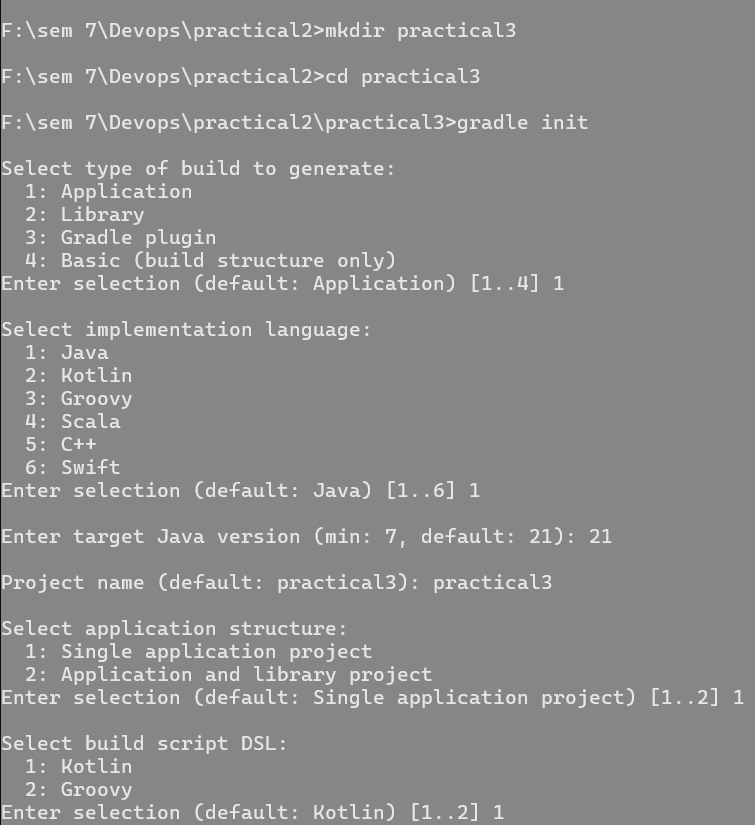 F:\sem 7\Devops\practical2>mkdir practical3
F:\sem 7\Devops\practical2>cd practical3
F:\sem 7\Devops\practical2\practical3>gradle init
Select type of build to generate:
1: Application
2: Library
3: Gradle plugin
4: Basic (build structure only)
Enter selection (default: Application) [1..4] 1
Select implementation language:
1: Java
2: Kotlin
3: Groovy
4: Scala
5: C++
6: Swift
Enter selection (default: Java) [1..6] 1
Enter target Java version (min: 7, default: 21): 21
Project name (default: practical3): practical3
Select application structure:
1: Single application project
2: Application and library project
Enter selection (default: Single application project) [1..2] 1
Select build script DSL:
1: Kotlin
2: Groovy
Enter selection (default: Kotlin) [1..2] 1